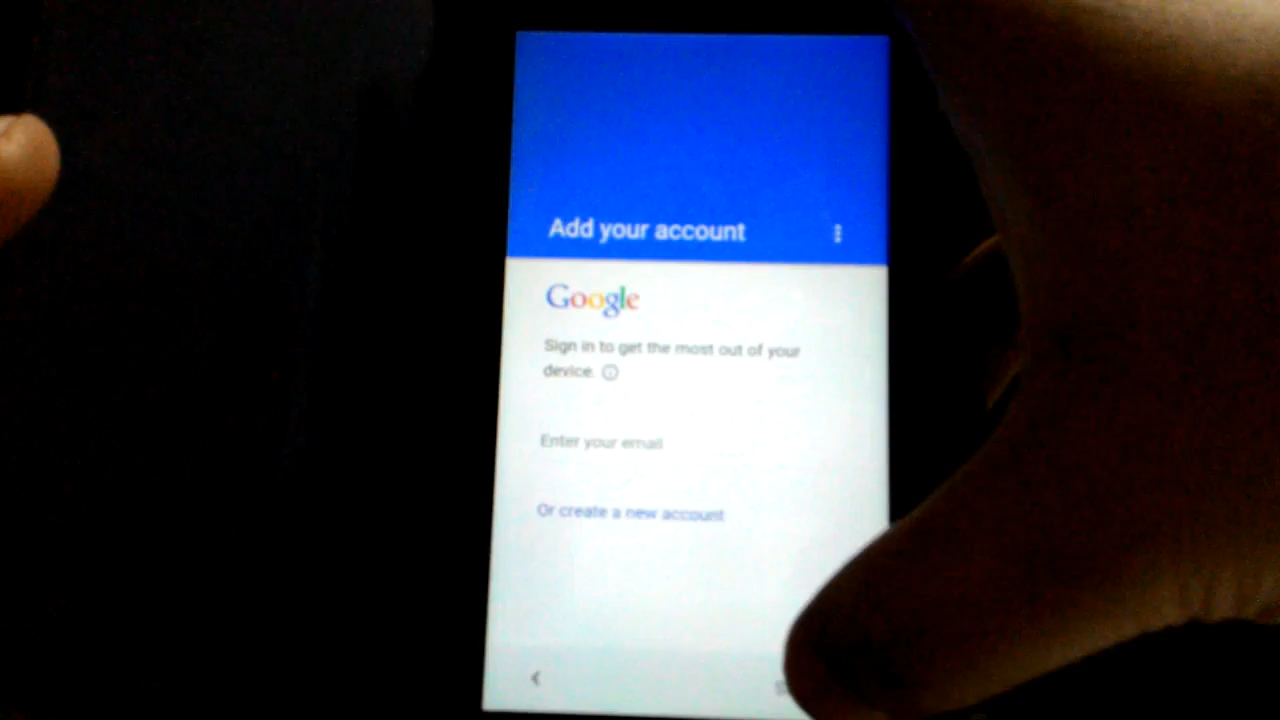 Add your account
Google
Sign in to get the most out of your
device.
Enter your email
Or create a new account